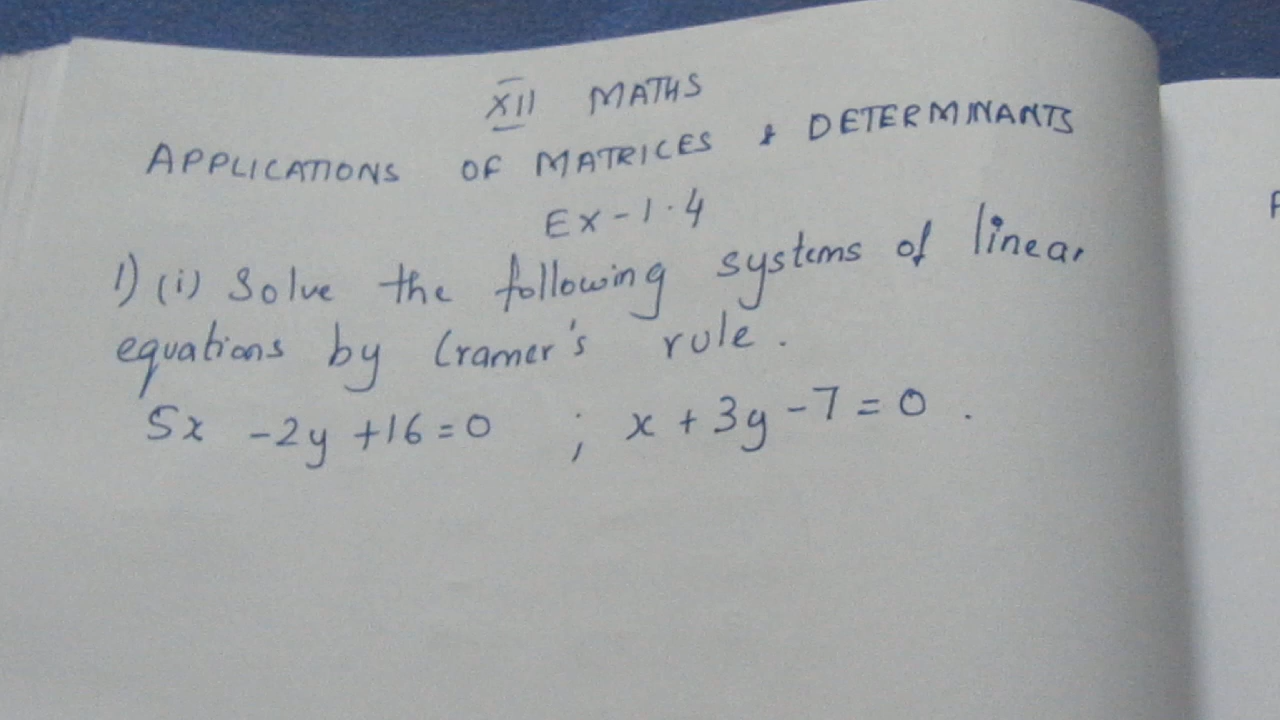 XII MATHS
APPLICATIONS OF MATRICES & DETERMINANTS
EX-1.4
1) (i) Solve the following systems of linear
equations by Cramer's rule.
5x -2y +16=0 ; x + 3y -7=0 .